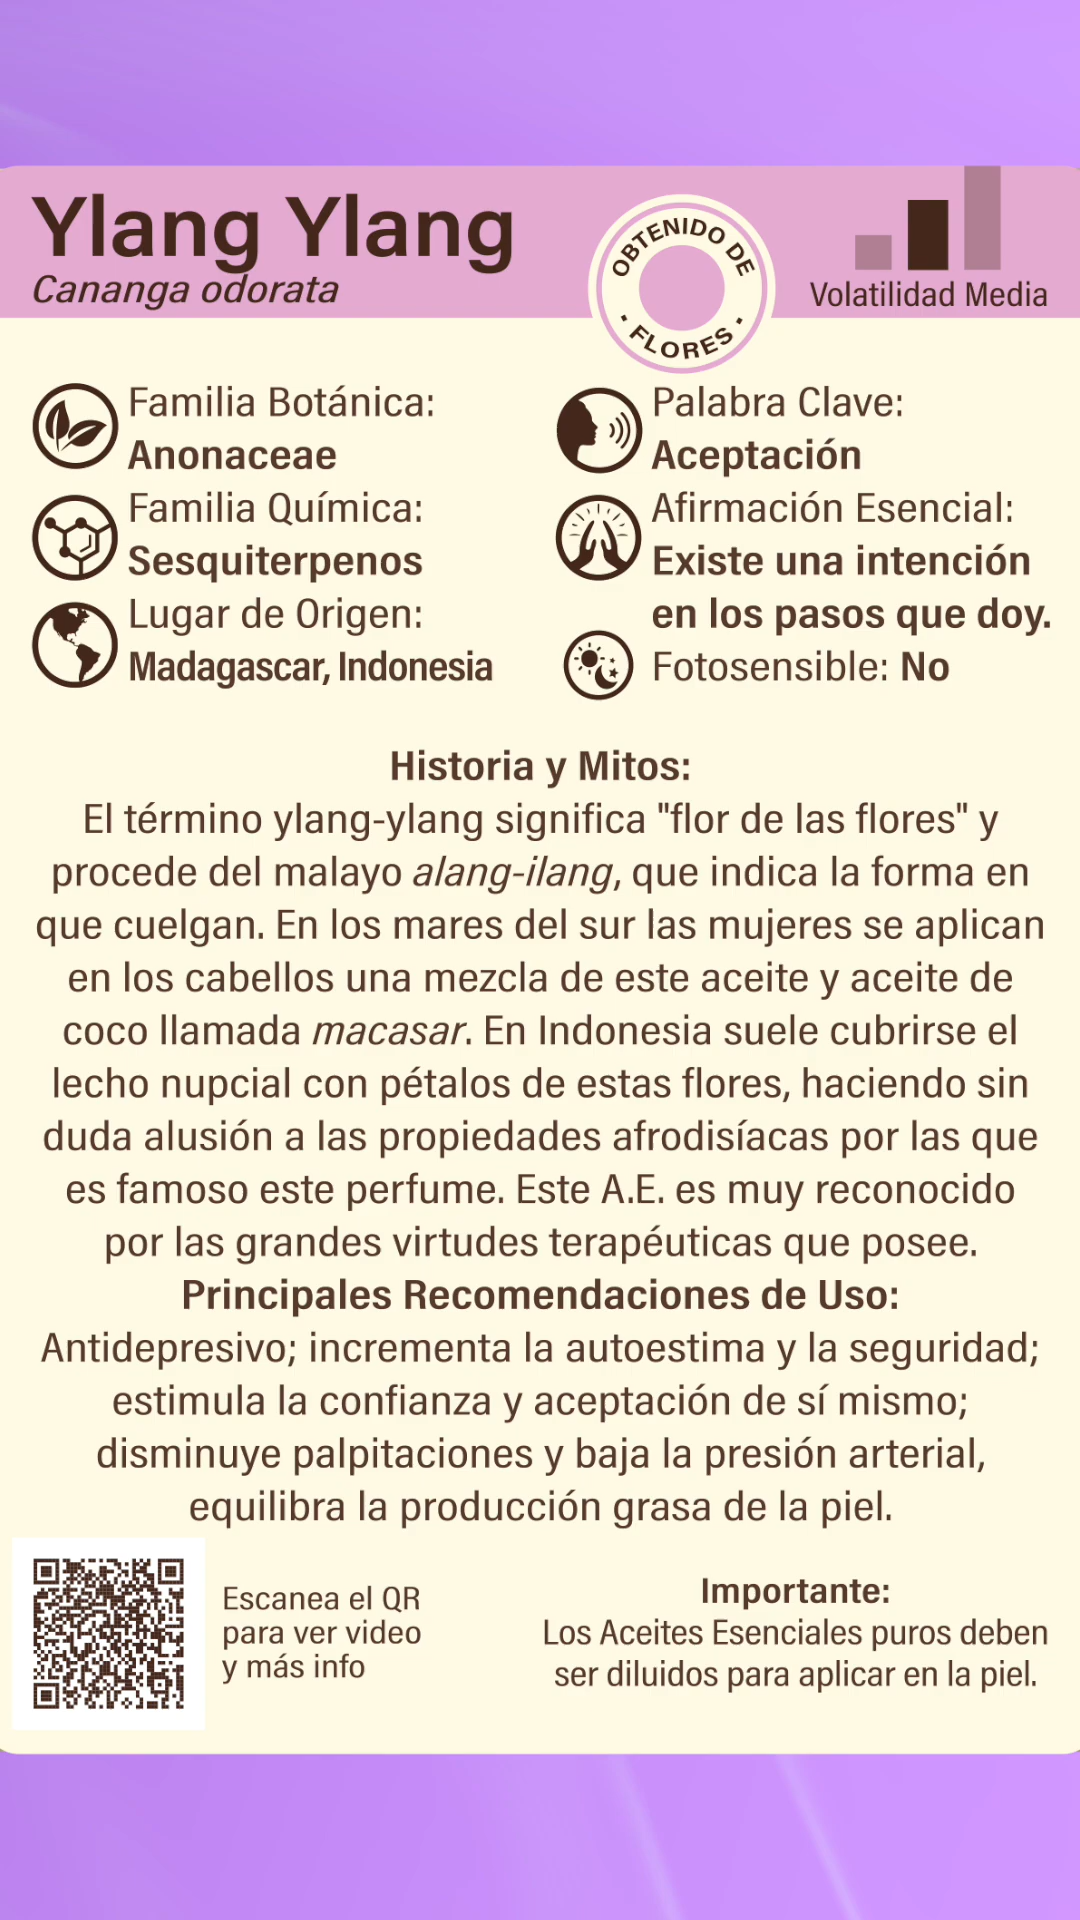 Ylang Ylang
Cananga odorata
OBTENIDO DE
· FLORES ·
Volatilidad Media
Familia Botánica:
Anonaceae
Familia Química:
Sesquiterpenos
Lugar de Origen:
Madagascar, Indonesia
Palabra Clave:
Aceptación
Afirmación Esencial:
Existe una intención
en los pasos que doy.
Fotosensible: No
Historia y Mitos:
El término ylang-ylang significa "flor de las flores" y
procede del malayo alang-ilang, que indica la forma en
que cuelgan. En los mares del sur las mujeres se aplican
en los cabellos una mezcla de este aceite y aceite de
coco llamada macasar. En Indonesia suele cubrirse el
lecho nupcial con pétalos de estas flores, haciendo sin
duda alusión a las propiedades afrodisíacas por las que
es famoso este perfume. Este A.E. es muy reconocido
por las grandes virtudes terapéuticas que posee.
Principales Recomendaciones de Uso:
Antidepresivo; incrementa la autoestima y la seguridad;
estimula la confianza y aceptación de sí mismo;
disminuye palpitaciones y baja la presión arterial,
equilibra la producción grasa de la piel.
Escanea el QR
para ver video
y más info
Importante:
Los Aceites Esenciales puros deben
ser diluidos para aplicar en la piel.